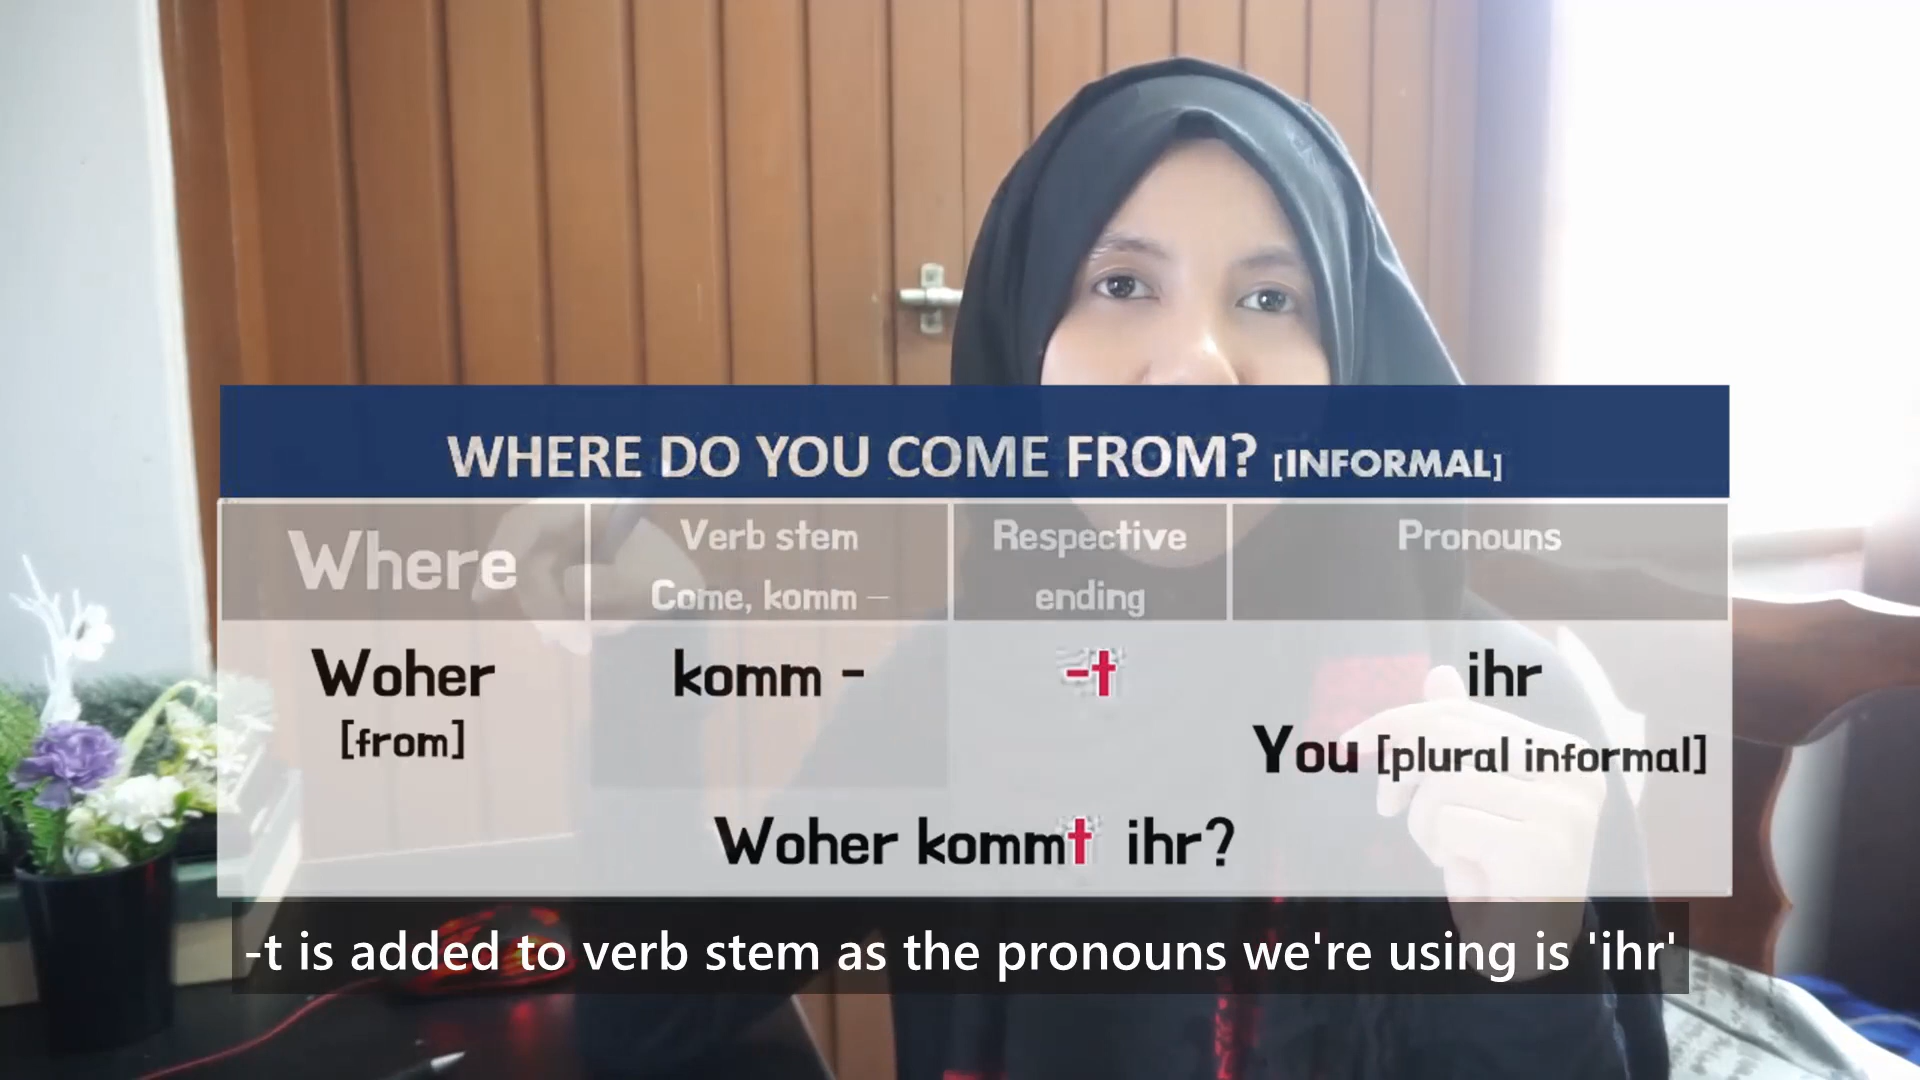 WHERE DO YOU COME FROM? [INFORMAL]
Where
Verb stem
Come, komm –
Respective
ending
Pronouns
Woher
[from]
komm -
-t
ihr
You [plural informal]
Woher kommt ihr?
-t is added to verb stem as the pronouns we're using is 'ihr'